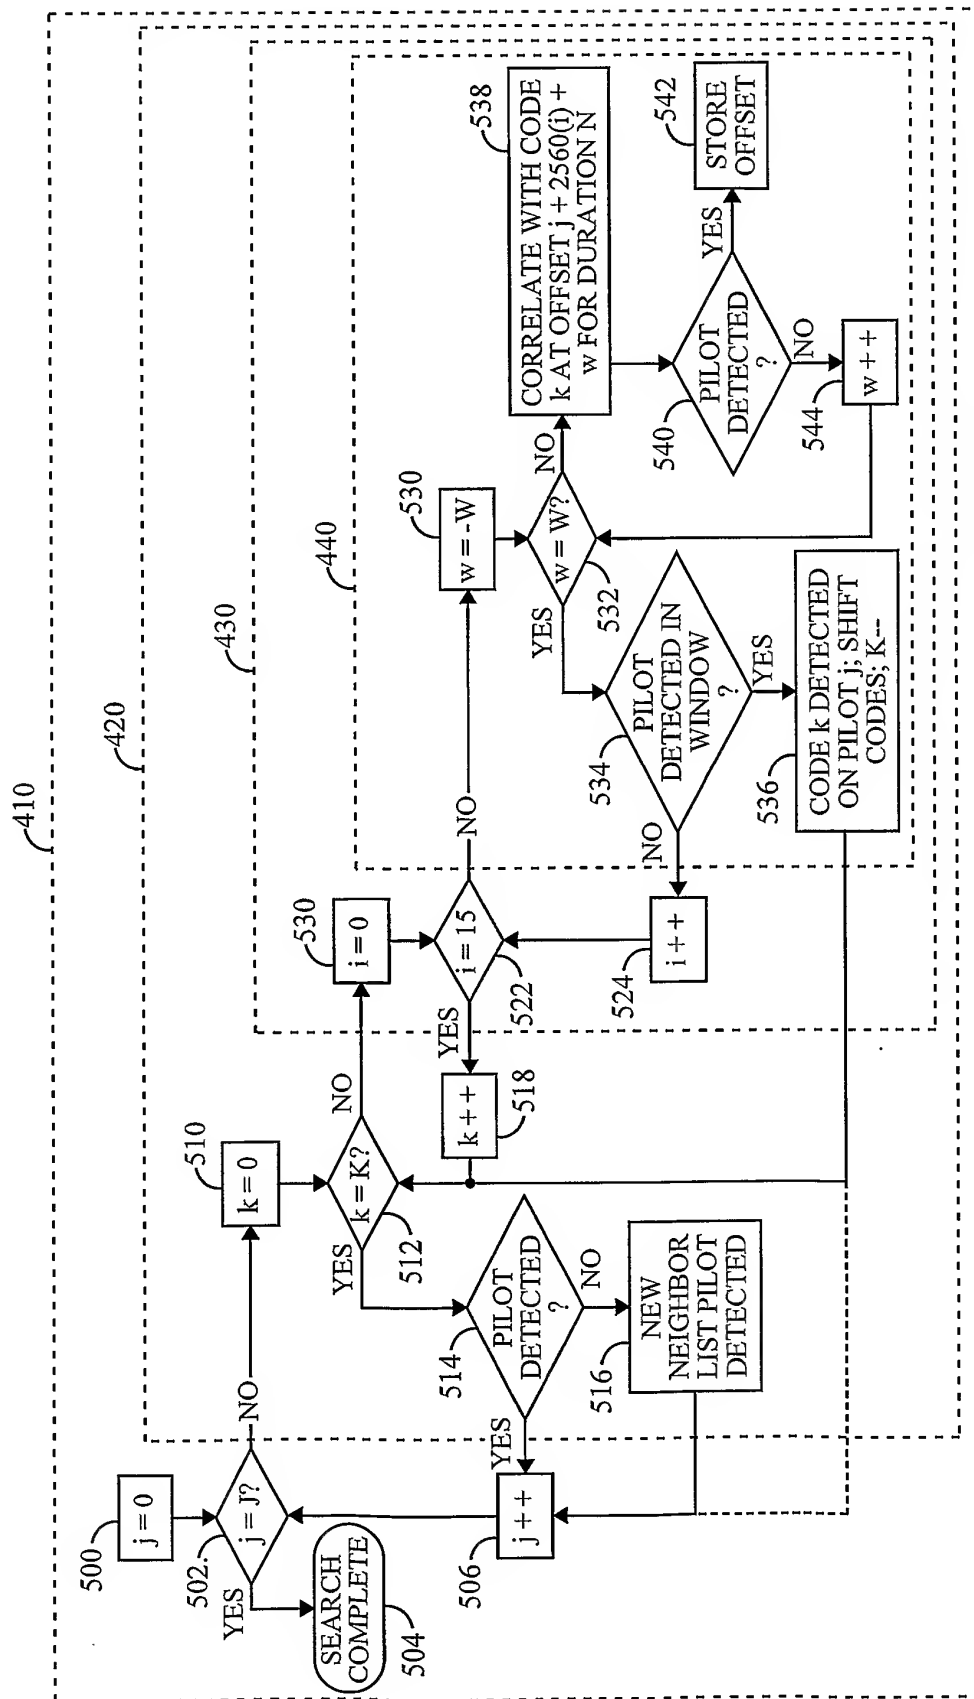 410
420
430
440
500
j = 0
502.
j = J?
YES
NO
SEARCH
COMPLETE
504
506
j + +
510
k = 0
k = K?
512
YES
NO
514
PILOT
DETECTED
?
YES
NO
516
NEW
NEIGHBOR
LIST PILOT
DETECTED
k + +
518
530
i = 0
i = 15
522
YES
NO
524
i + +
530
w = -W
w = W?
532
YES
NO
534
PILOT
DETECTED IN
WINDOW
?
NO
YES
536
CODE k DETECTED
ON PILOT j; SHIFT
CODES; K--
538
CORRELATE WITH CODE
k AT OFFSET j + 2560(i) +
w FOR DURATION N
540
PILOT
DETECTED
?
YES
NO
542
STORE
OFFSET
544
w + +